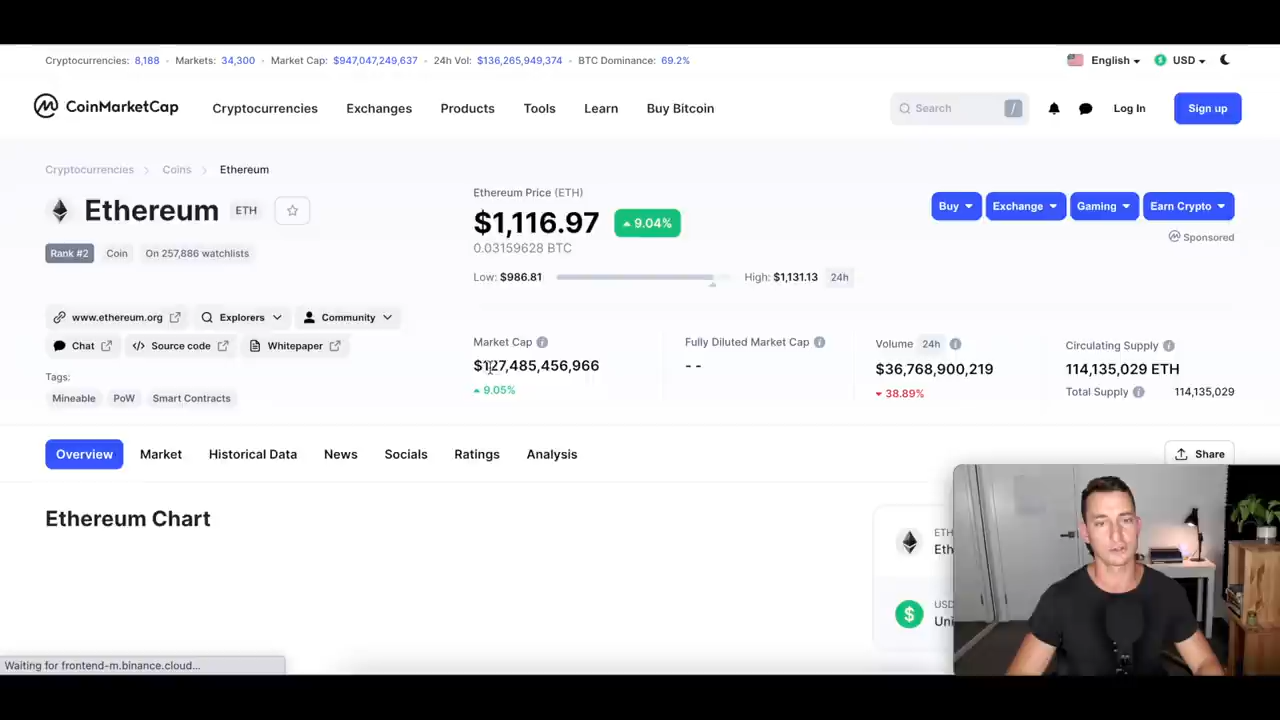 Cryptocurrencies: 8,188 · Markets: 34,300 · Market Cap: $947,047,249,637 · 24h Vol: $136,265,949,374 · BTC Dominance: 69.2%
English
USD
CoinMarketCap
Cryptocurrencies
Exchanges
Products
Tools
Learn
Buy Bitcoin
Search
/
Log In
Sign up
Cryptocurrencies
Coins
Ethereum
Ethereum
ETH
Rank #2
Coin
On 257,886 watchlists
www.ethereum.org
Explorers
Community
Chat
Source code
Whitepaper
Tags:
Mineable
PoW
Smart Contracts
Ethereum Price (ETH)
$1,116.97
9.04%
0.03159628 BTC
Low: $986.81
High: $1,131.13
24h
Buy
Exchange
Gaming
Earn Crypto
Sponsored
Market Cap
$127,485,456,966
9.05%
Fully Diluted Market Cap
- -
Volume 24h
$36,768,900,219
38.89%
Circulating Supply
114,135,029 ETH
Total Supply
114,135,029
Overview
Market
Historical Data
News
Socials
Ratings
Analysis
Share
Ethereum Chart
ETH
Eth
USD
Uni
Waiting for frontend-m.binance.cloud...